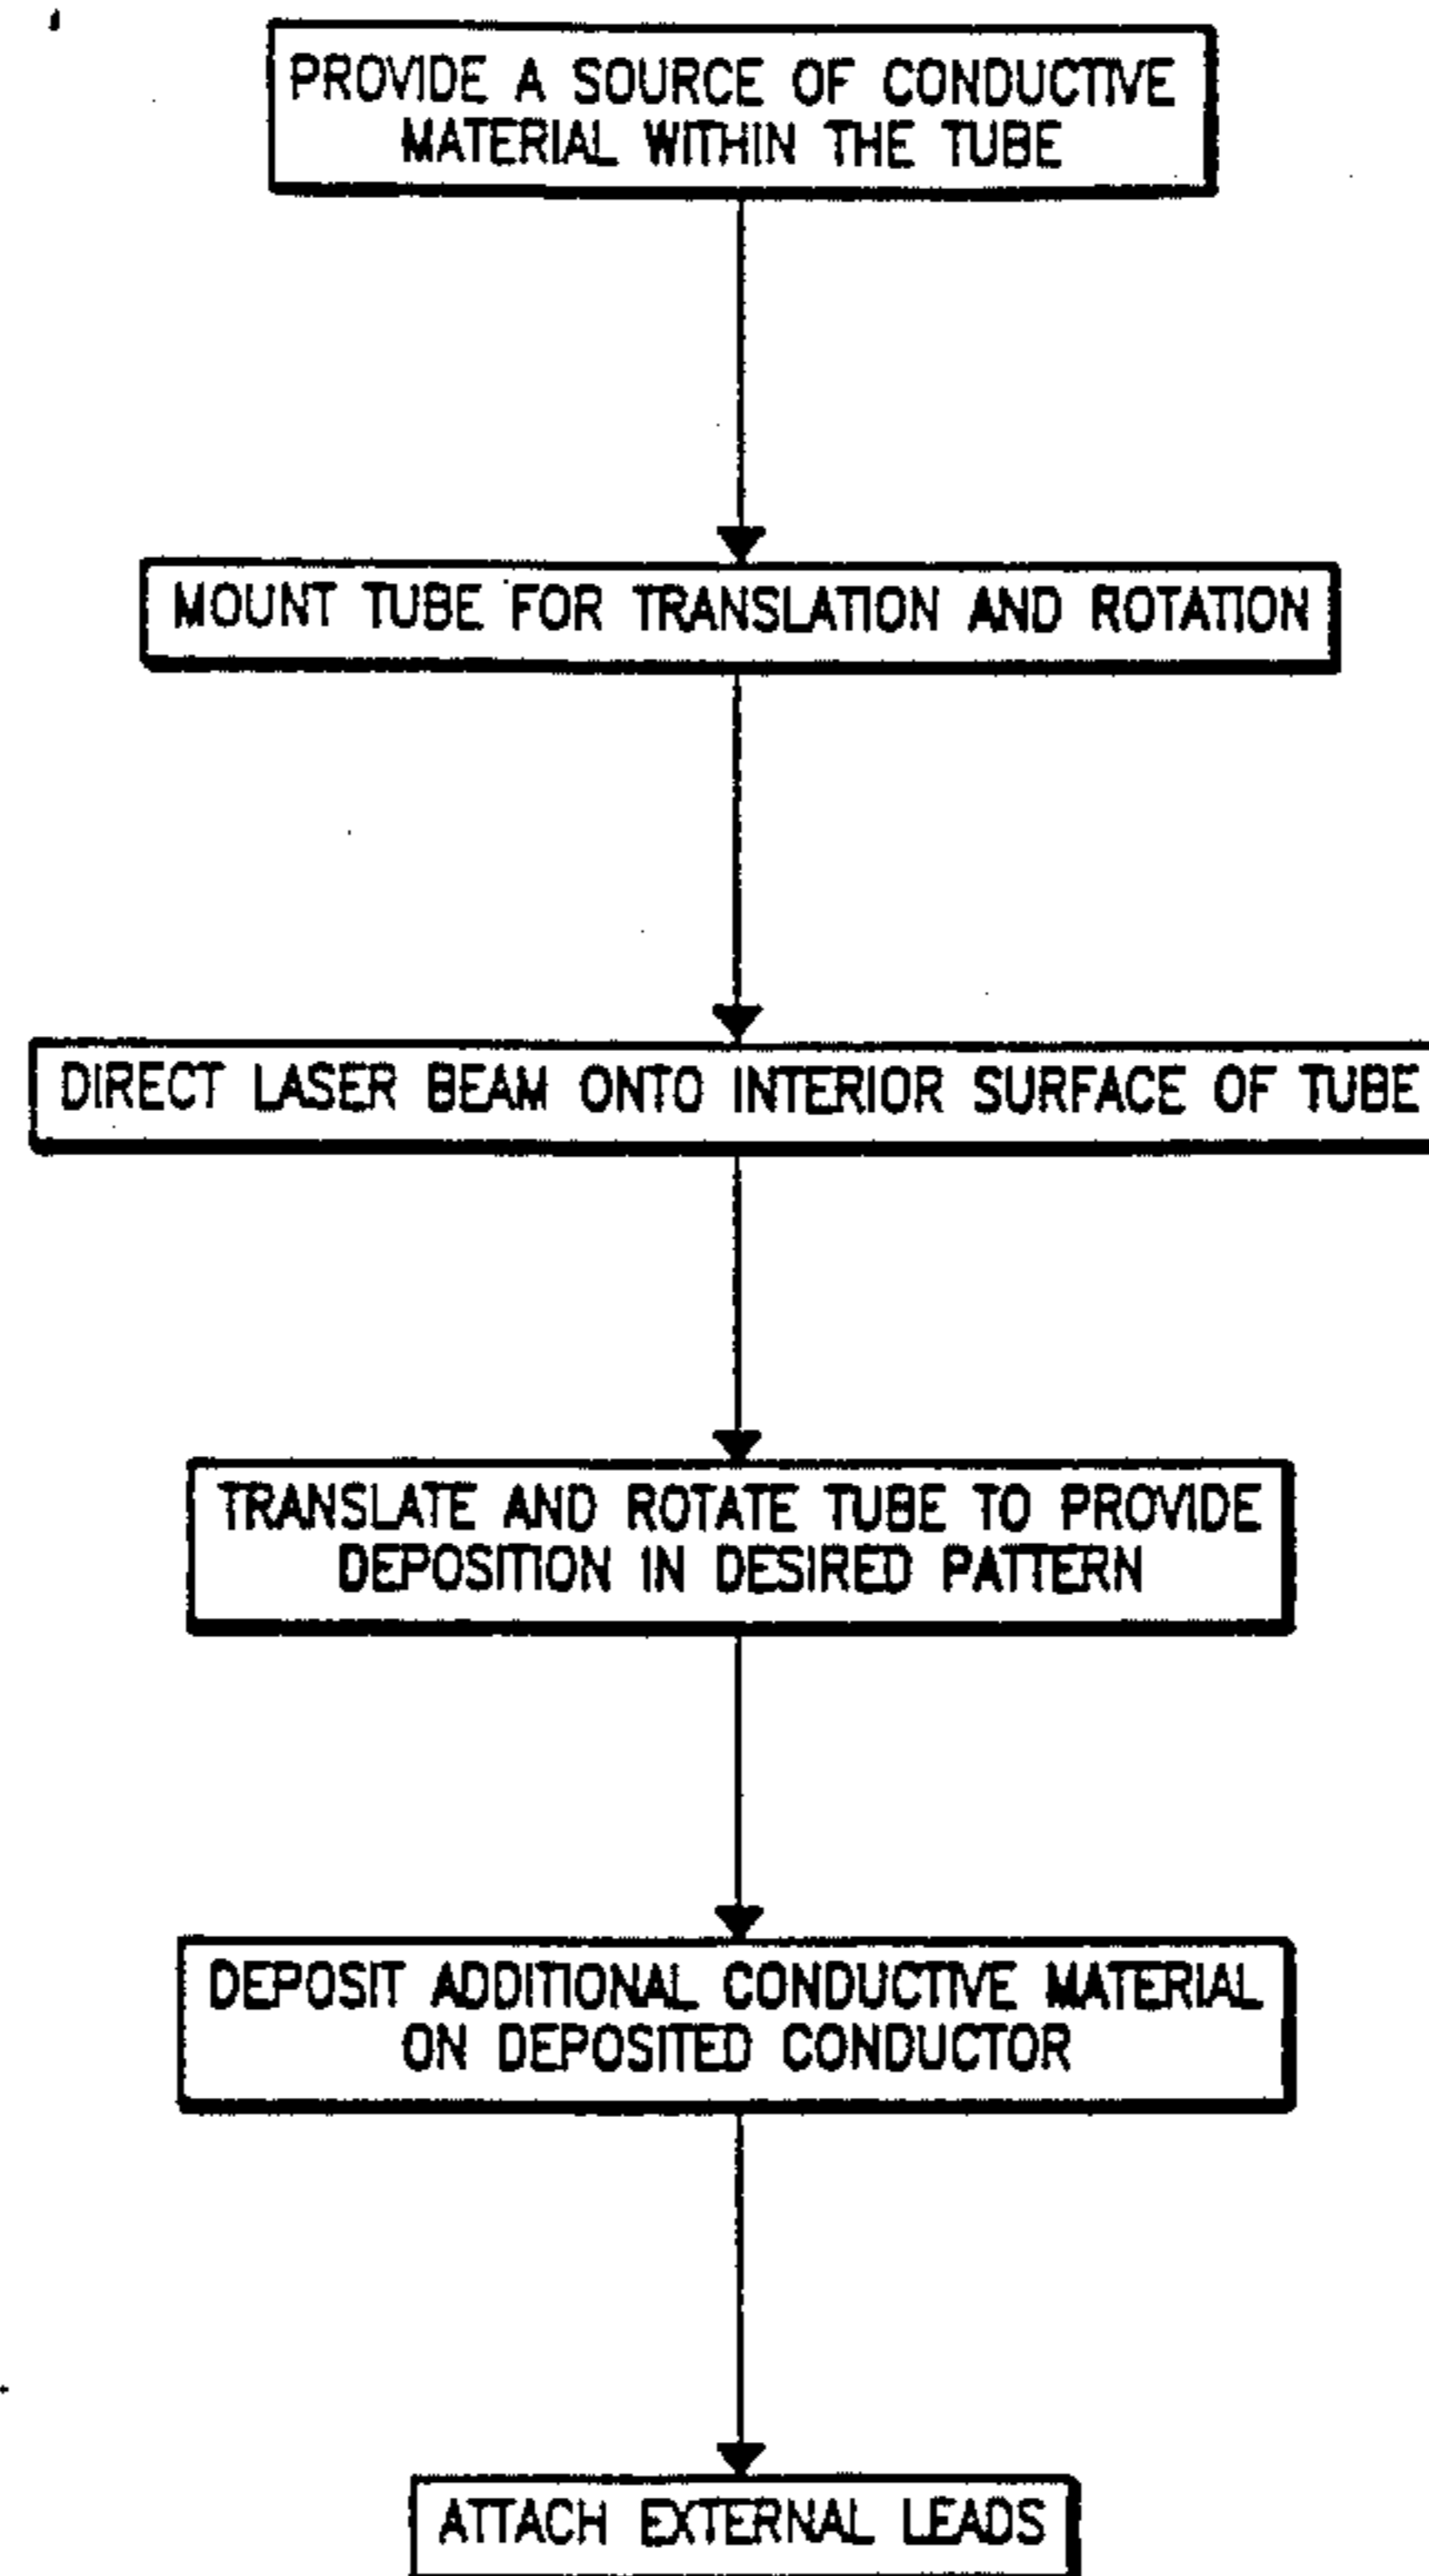 PROVIDE A SOURCE OF CONDUCTIVE
MATERIAL WITHIN THE TUBE
MOUNT TUBE FOR TRANSLATION AND ROTATION
DIRECT LASER BEAM ONTO INTERIOR SURFACE OF TUBE
TRANSLATE AND ROTATE TUBE TO PROVIDE
DEPOSITION IN DESIRED PATTERN
DEPOSIT ADDITIONAL CONDUCTIVE MATERIAL
ON DEPOSITED CONDUCTOR
ATTACH EXTERNAL LEADS